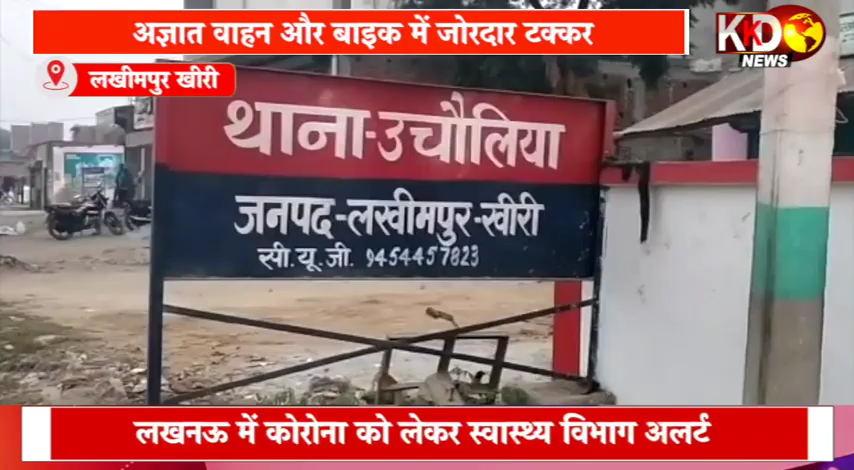 अज्ञात वाहन और बाइक में जोरदार टक्कर
KKD
NEWS
लखीमपुर खीरी
थाना-उचौलिया
जनपद-लखीमपुर-खीरी
सी.यू.जी. 9454457823
लखनऊ में कोरोना को लेकर स्वास्थ्य विभाग अलर्ट